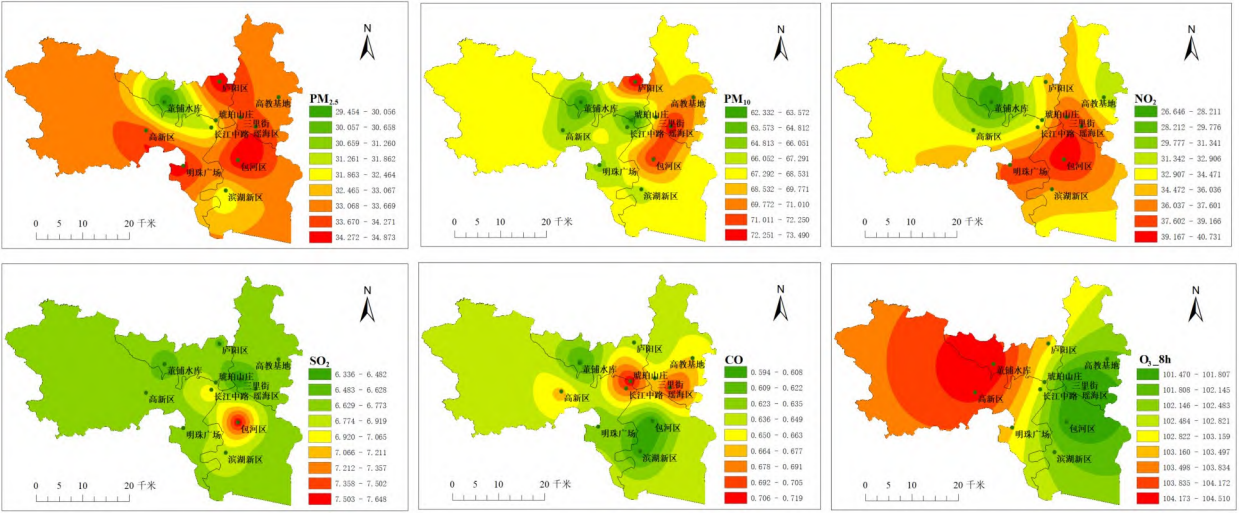 N
庐阳区
董铺水库
高教基地
琥珀山庄
三里街
长江中路
瑶海区
高新区
包河区
明珠广场
滨湖新区
0 10 20 千米
PM2.5
29.454 - 30.056
30.057 - 30.658
30.659 - 31.260
31.261 - 31.862
31.863 - 32.464
32.465 - 33.067
33.068 - 33.669
33.670 - 34.271
34.272 - 34.873
N
庐阳区
董铺水库
高教基地
琥珀山庄
三里街
长江中路
瑶海区
高新区
包河区
明珠广场
滨湖新区
0 10 20 千米
PM10
62.332 - 63.572
63.573 - 64.812
64.813 - 66.051
66.052 - 67.291
67.292 - 68.531
68.532 - 69.771
69.772 - 71.010
71.011 - 72.250
72.251 - 73.490
N
庐阳区
董铺水库
高教基地
琥珀山庄
三里街
长江中路
瑶海区
高新区
包河区
明珠广场
滨湖新区
0 10 20 千米
NO2
26.646 - 28.211
28.212 - 29.776
29.777 - 31.341
31.342 - 32.906
32.907 - 34.471
34.472 - 36.036
36.037 - 37.601
37.602 - 39.166
39.167 - 40.731
N
庐阳区
董铺水库
高教基地
琥珀山庄
三里街
长江中路
瑶海区
高新区
包河区
明珠广场
滨湖新区
0 10 20 千米
SO2
6.336 - 6.482
6.483 - 6.628
6.629 - 6.773
6.774 - 6.919
6.920 - 7.065
7.066 - 7.211
7.212 - 7.357
7.358 - 7.502
7.503 - 7.648
N
庐阳区
董铺水库
高教基地
琥珀山庄
三里街
长江中路
瑶海区
高新区
包河区
明珠广场
滨湖新区
0 10 20 千米
CO
0.594 - 0.608
0.609 - 0.622
0.623 - 0.635
0.636 - 0.649
0.650 - 0.663
0.664 - 0.677
0.678 - 0.691
0.692 - 0.705
0.706 - 0.719
N
庐阳区
董铺水库
高教基地
琥珀山庄
三里街
长江中路
瑶海区
高新区
包河区
明珠广场
滨湖新区
0 10 20 千米
O3_8h
101.470 - 101.807
101.808 - 102.145
102.146 - 102.483
102.484 - 102.821
102.822 - 103.159
103.160 - 103.497
103.498 - 103.834
103.835 - 104.172
104.173 - 104.510